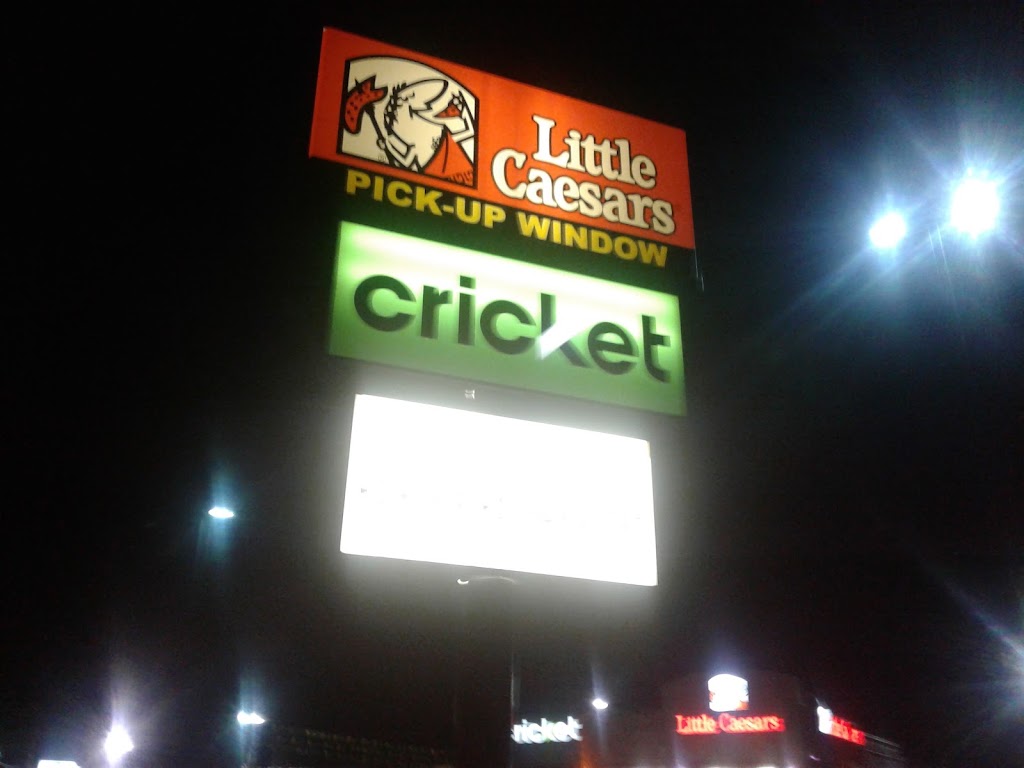 Little
Caesars
PICK-UP WINDOW
cricket
cricket
Little Caesars